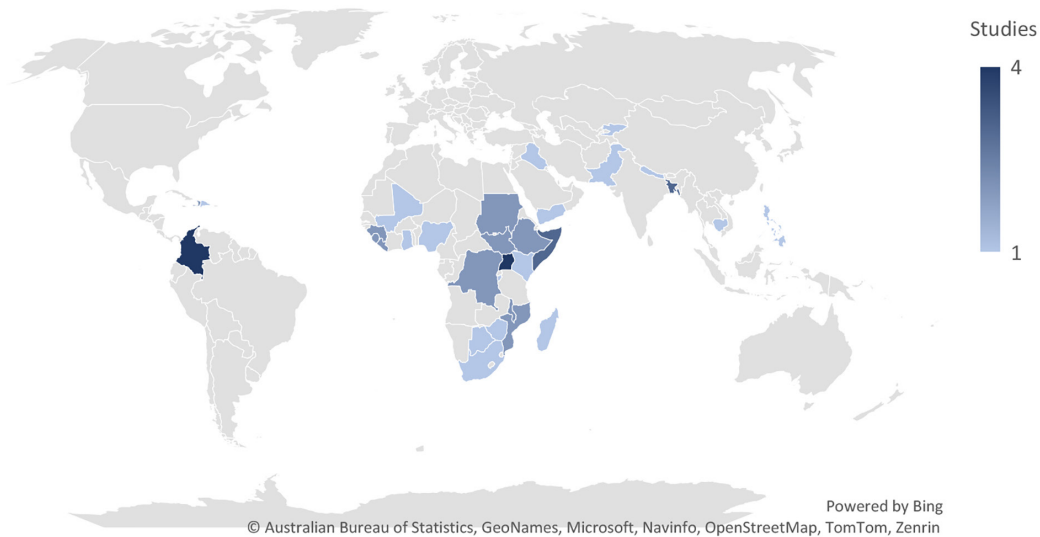 Studies
4
1
Powered by Bing
© Australian Bureau of Statistics, GeoNames, Microsoft, Navinfo, OpenStreetMap, TomTom, Zenrin